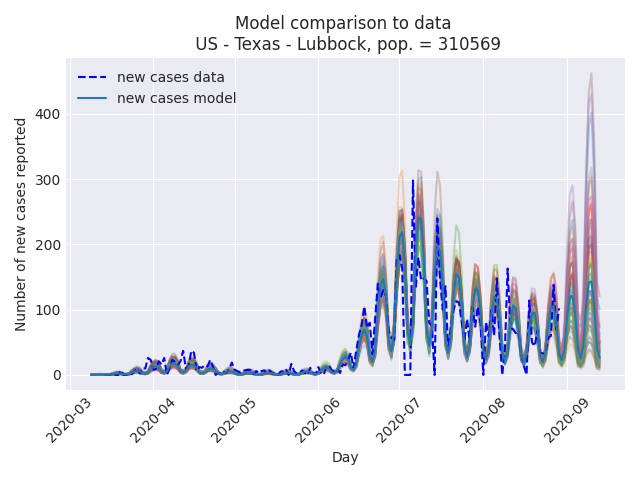 Model comparison to data
US - Texas - Lubbock, pop. = 310569
new cases data
new cases model
Number of new cases reported
400
300
200
100
0
2020-03
2020-04
2020-05
2020-06
2020-07
2020-08
2020-09
Day